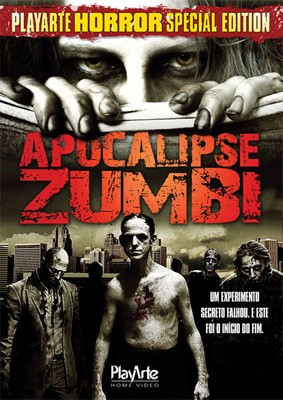 PLAYARTE HORROR SPECIAL EDITION
APOCALIPSE
ZUMBI
UM EXPERIMENTO
SECRETO FALHOU. E ESTE
FOI O INÍCIO DO FIM.
PlayArte
HOME VIDEO